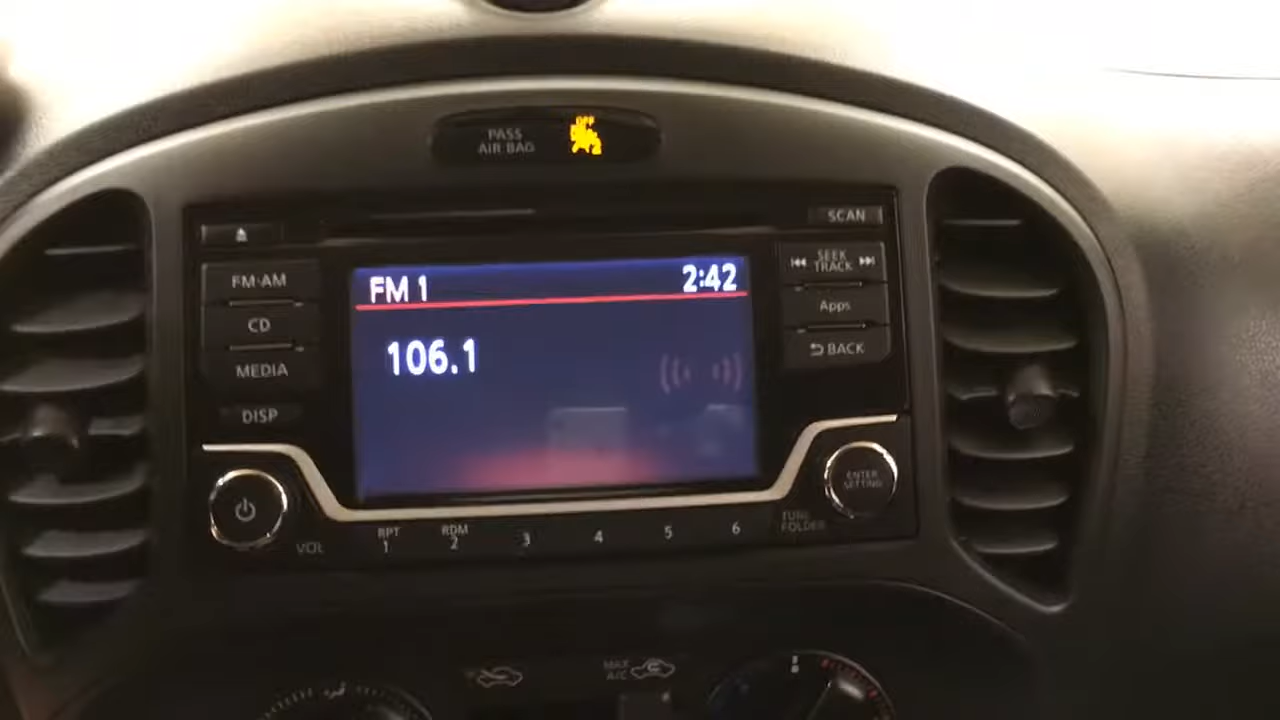 OFF
PASS
AIR BAG
SCAN
FM·AM
CD
MEDIA
DISP
FM 1
2:42
106.1
SEEK
TRACK
Apps
BACK
ENTER
SETTING
TUNE
FOLDER
VOL
RPT
1
RDM
2
3
4
5
6
MAX
A/C